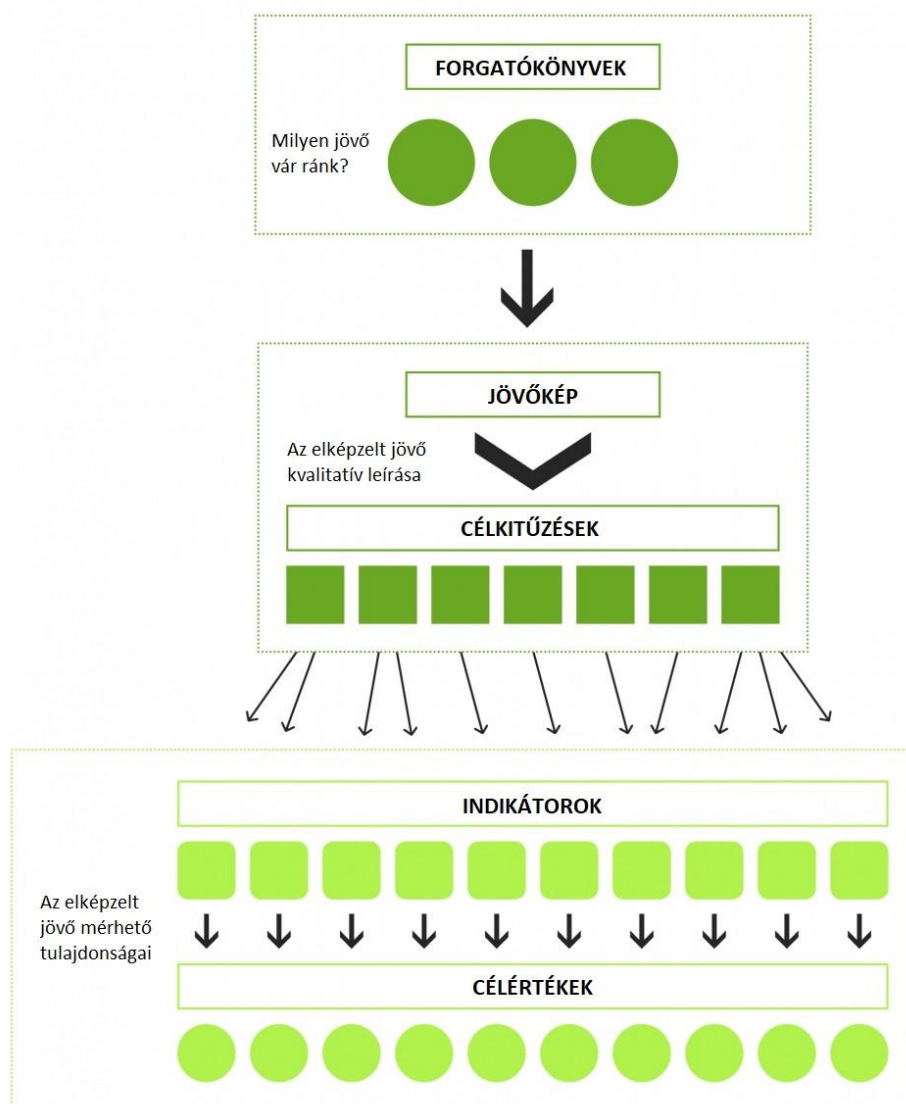 FORGATÓKÖNYVEK
Milyen jövő
vár ránk?
JÖVŐKÉP
Az elképzelt jövő
kvalitatív leírása
CÉLKITŰZÉSEK
INDIKÁTOROK
Az elképzelt
jövő mérhető
tulajdonságai
CÉLÉRTÉKEK